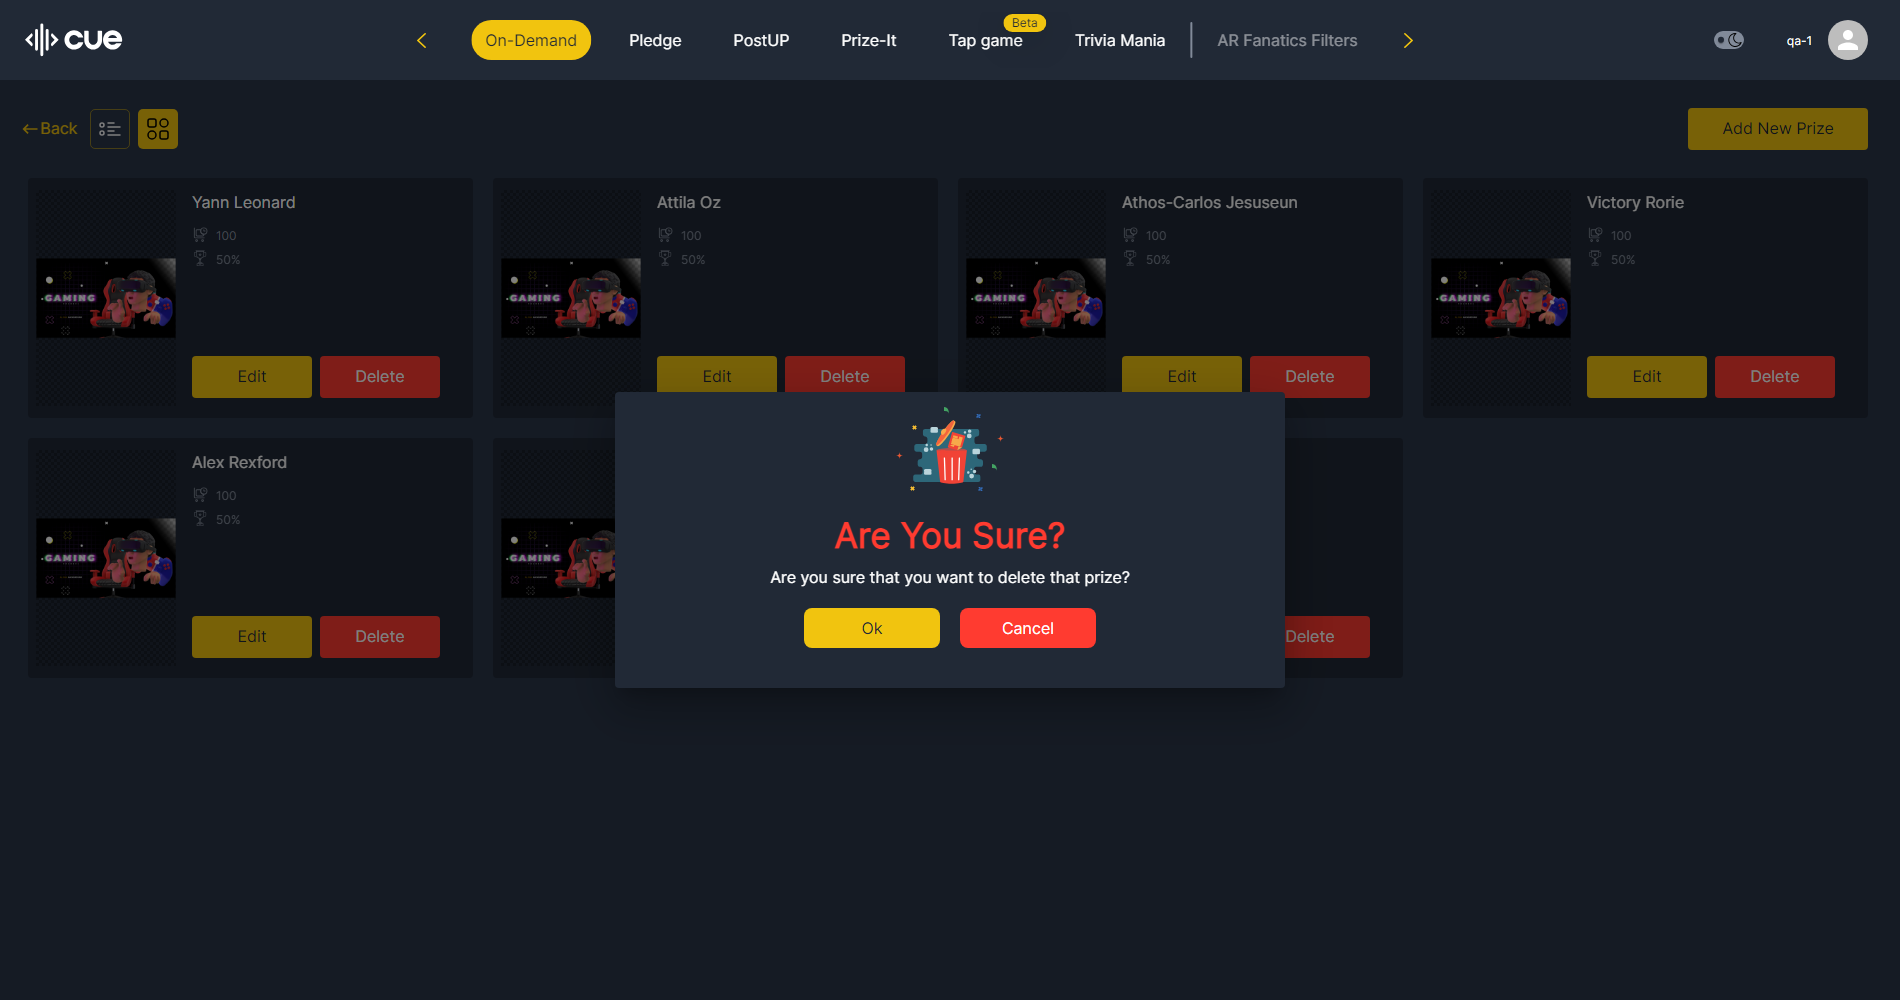 cue
On-Demand
Pledge
PostUP
Prize-It
Tap game
Beta
Trivia Mania
AR Fanatics Filters
qa-1
Back
Add New Prize
Yann Leonard
100
50%
GAMING
Edit
Delete
Attila Oz
100
50%
GAMING
Edit
Delete
Athos-Carlos Jesuseun
100
50%
GAMING
Edit
Delete
Victory Rorie
100
50%
GAMING
Edit
Delete
Alex Rexford
100
50%
GAMING
Edit
Delete
GAMING
Delete
Are You Sure?
Are you sure that you want to delete that prize?
Ok
Cancel